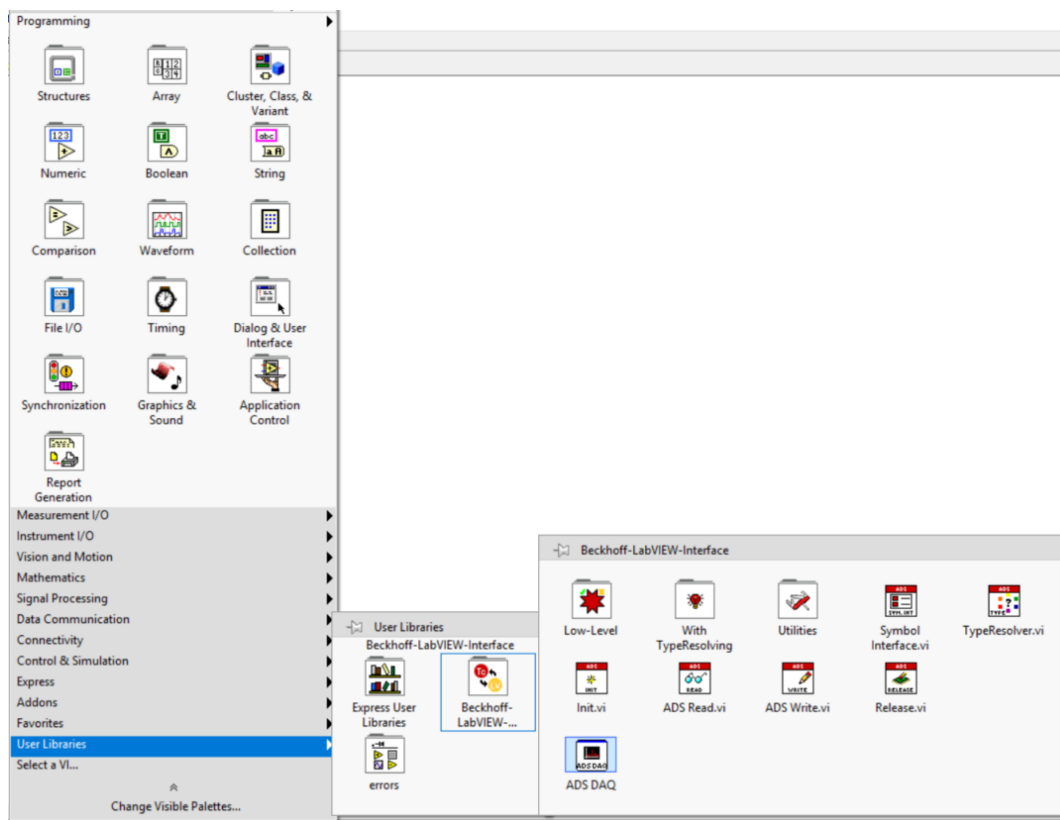 Programming
Structures
Array
Cluster, Class, &
Variant
Numeric
Boolean
String
Comparison
Waveform
Collection
File I/O
Timing
Dialog & User
Interface
Synchronization
Graphics &
Sound
Application
Control
Report
Generation
Measurement I/O
Instrument I/O
Vision and Motion
Mathematics
Signal Processing
Data Communication
Connectivity
Control & Simulation
Express
Addons
Favorites
User Libraries
Select a VI...
Change Visible Palettes...
User Libraries
Beckhoff-LabVIEW-Interface
Express User
Libraries
Beckhoff-
LabVIEW-...
errors
Beckhoff-LabVIEW-Interface
Low-Level
With
TypeResolving
Utilities
Symbol
Interface.vi
TypeResolver.vi
Init.vi
ADS Read.vi
ADS Write.vi
Release.vi
ADS DAQ